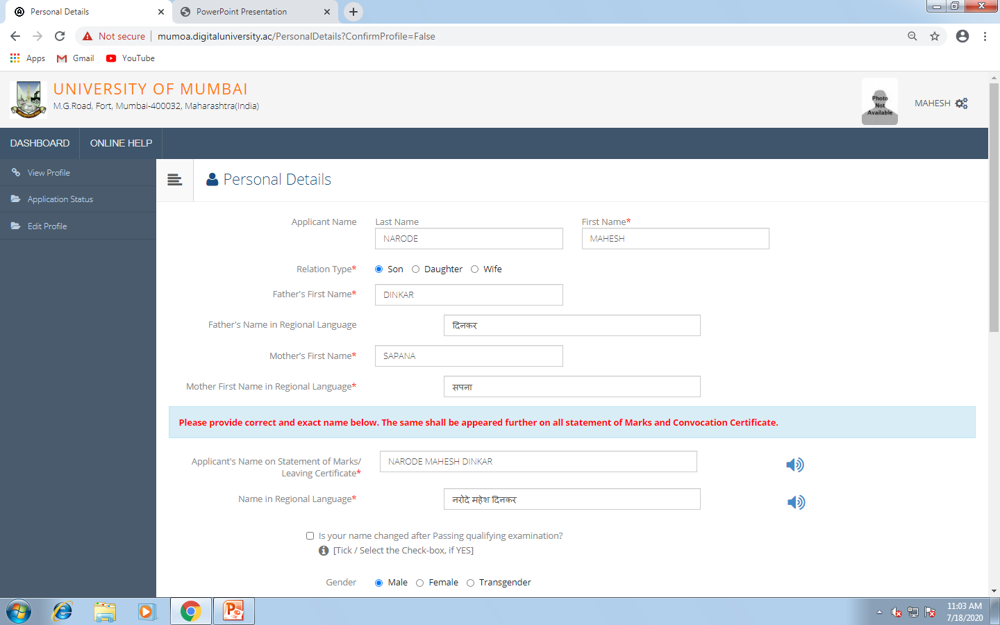 Personal Details
PowerPoint Presentation
Not secure mumoa.digitaluniversity.ac/PersonalDetails?ConfirmProfile=False
Apps Gmail YouTube
UNIVERSITY OF MUMBAI
M.G.Road, Fort, Mumbai-400032, Maharashtra(India)
Photo
Not
Available
MAHESH
DASHBOARD ONLINE HELP
View Profile
Application Status
Edit Profile
Personal Details
Applicant Name Last Name First Name*
NARODE MAHESH
Relation Type* Son Daughter Wife
Father's First Name* DINKAR
Father's Name in Regional Language दिनकर
Mother's First Name* SAPANA
Mother First Name in Regional Language* सपना
Please provide correct and exact name below. The same shall be appeared further on all statement of Marks and Convocation Certificate.
Applicant's Name on Statement of Marks/ NARODE MAHESH DINKAR
Leaving Certificate*
Name in Regional Language* नरोदे महेश दिनकर
Is your name changed after Passing qualifying examination?
[Tick / Select the Check-box, if YES]
Gender Male Female Transgender
11:03 AM
7/18/2020